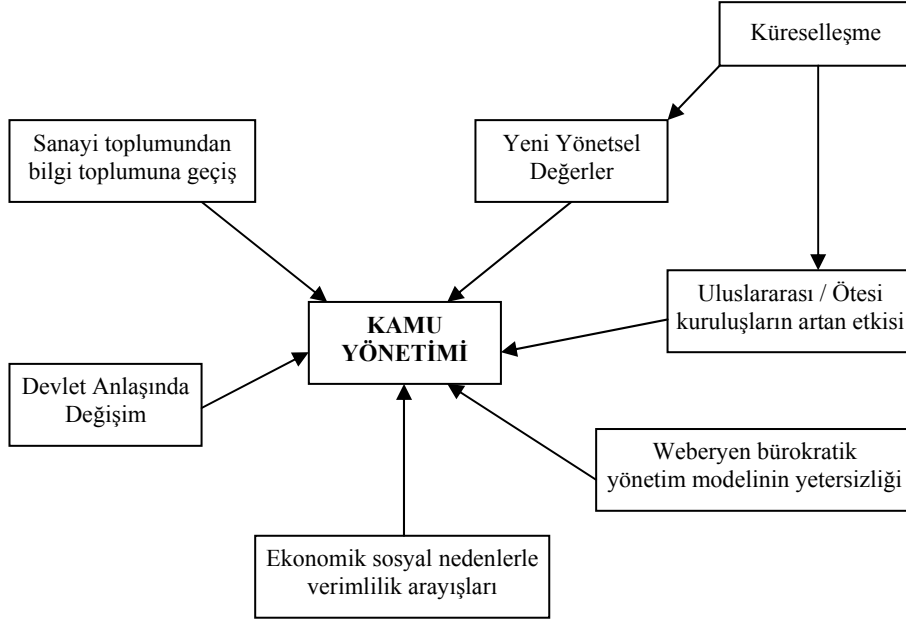 Küreselleşme
Sanayi toplumundan
bilgi toplumuna geçiş
Yeni Yönetsel
Değerler
Uluslararası / Ötesi
kuruluşların artan etkisi
KAMU
YÖNETİMİ
Devlet Anlaşında
Değişim
Weberyen bürokratik
yönetim modelinin yetersizliği
Ekonomik sosyal nedenlerle
verimlilik arayışları